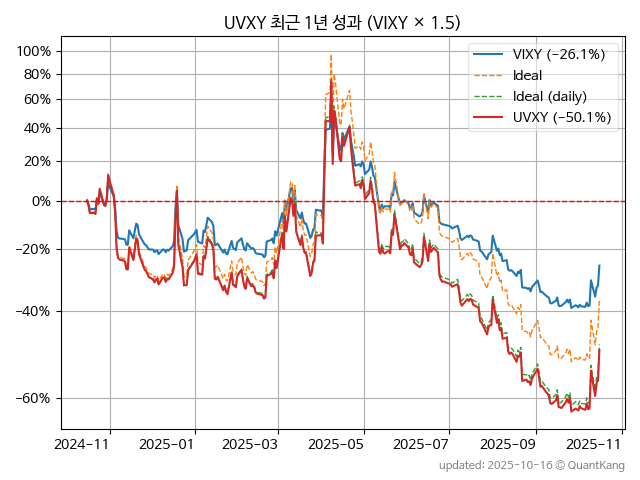 UVXY 최근 1년 성과 (VIXY × 1.5)
100%
80%
60%
40%
20%
0%
−20%
−40%
−60%
VIXY (−26.1%)
Ideal
Ideal (daily)
UVXY (−50.1%)
2024-11
2025-01
2025-03
2025-05
2025-07
2025-09
2025-11
updated: 2025-10-16 © QuantKang